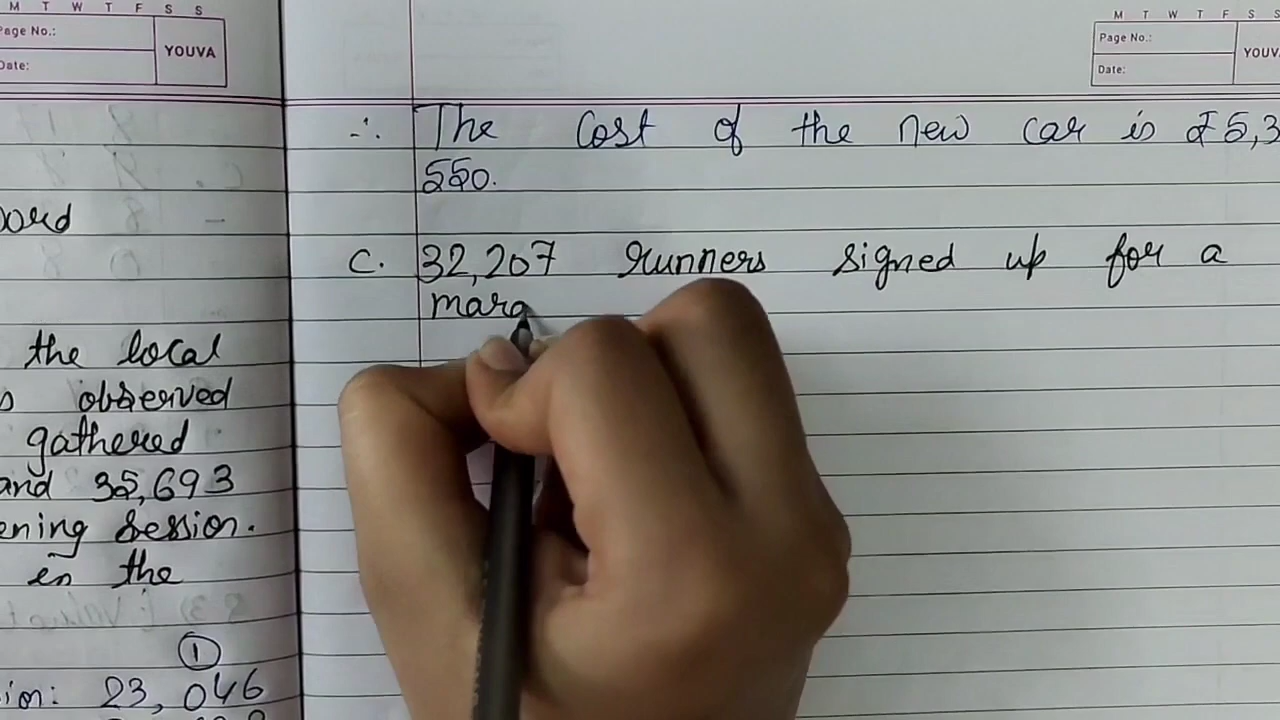 M T W T F S S
Page No.:
YOUVA
Date:
ord
the local
observed
gathered
and 35,693
ening session.
in the
①
ion: 23,046
M T W T F S
Page No.:
YOUV
Date:
∴ The Cost of the new car is ₹5,3
550.
C. 32,207 runners signed up for a
mara